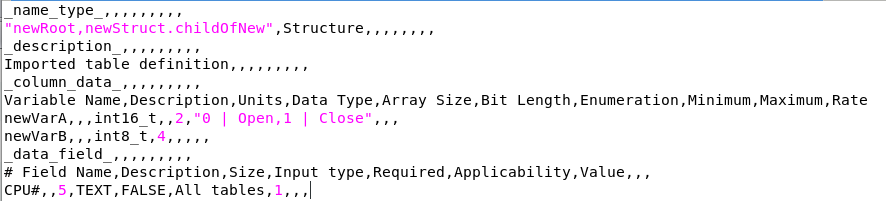 _name_type_,,,,,,,,,
"newRoot,newStruct.childOfNew",Structure,,,,,,,,
_description_,,,,,,,,,
Imported table definition,,,,,,,,,
_column_data_,,,,,,,,,
Variable Name,Description,Units,Data Type,Array Size,Bit Length,Enumeration,Minimum,Maximum,Rate
newVarA,,,int16_t,,2,"0 | Open,1 | Close",,,
newVarB,,,int8_t,4,,,,,
_data_field_,,,,,,,,,
# Field Name,Description,Size,Input type,Required,Applicability,Value,,,
CPU#,,5,TEXT,FALSE,All tables,1,,,